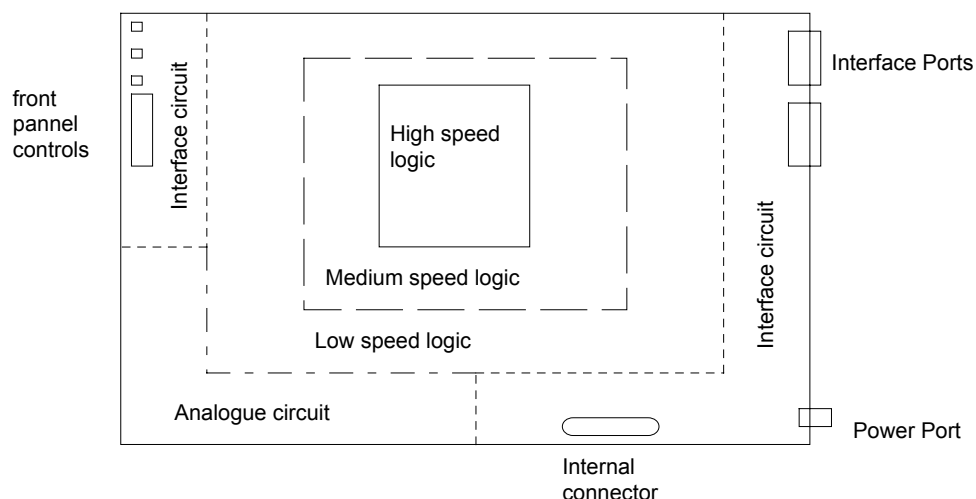 front
pannel
controls
Interface circuit
High speed
logic
Medium speed logic
Low speed logic
Analogue circuit
Interface circuit
Interface Ports
Power Port
Internal
connector